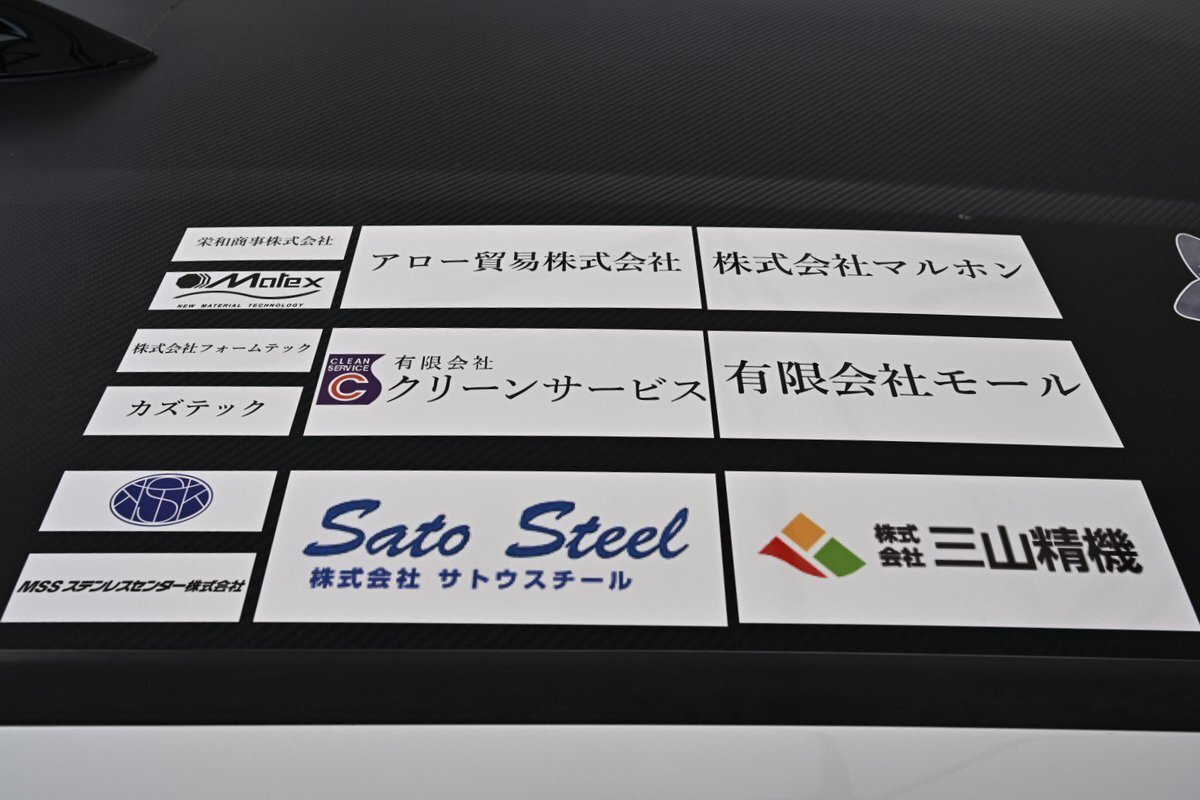 栄和商事株式会社
Matex
NEW MATERIAL TECHNOLOGY
アロー貿易株式会社
株式会社マルホン
株式会社フォームテック
カズテック
CLEAN
SERVICE
C
有限会社
クリーンサービス
有限会社モール
Sato Steel
株式会社 サトウスチール
株式
会社
三山精機
MSS ステンレスセンター株式会社